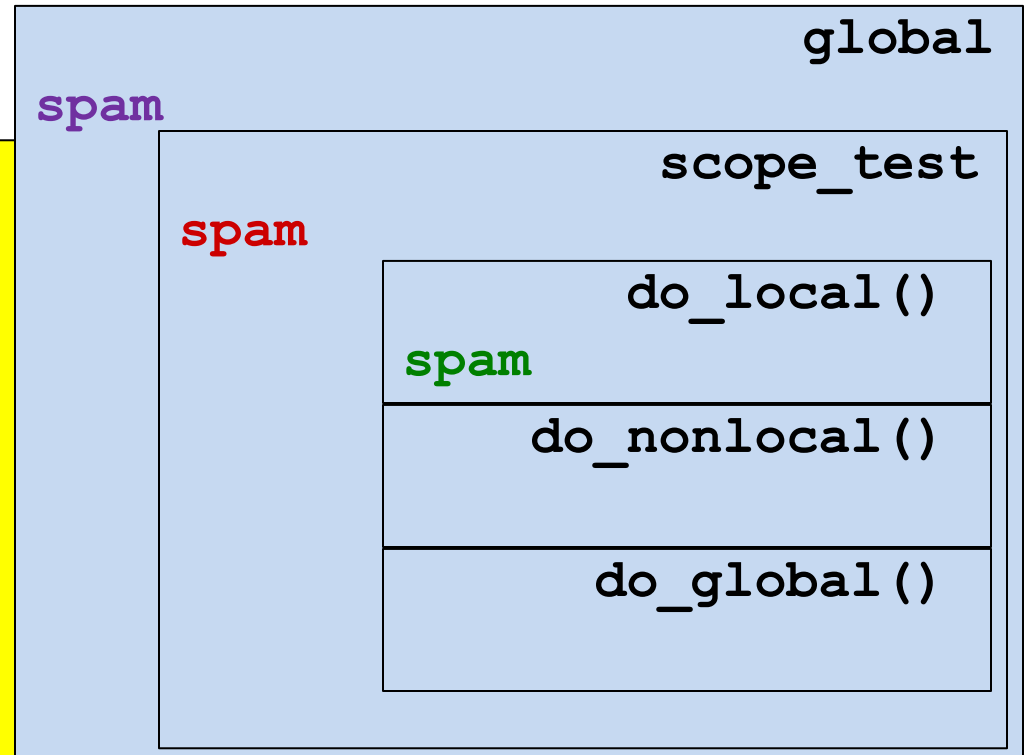 global
spam
scope_test
spam
do_local()
spam
do_nonlocal()
do_global()